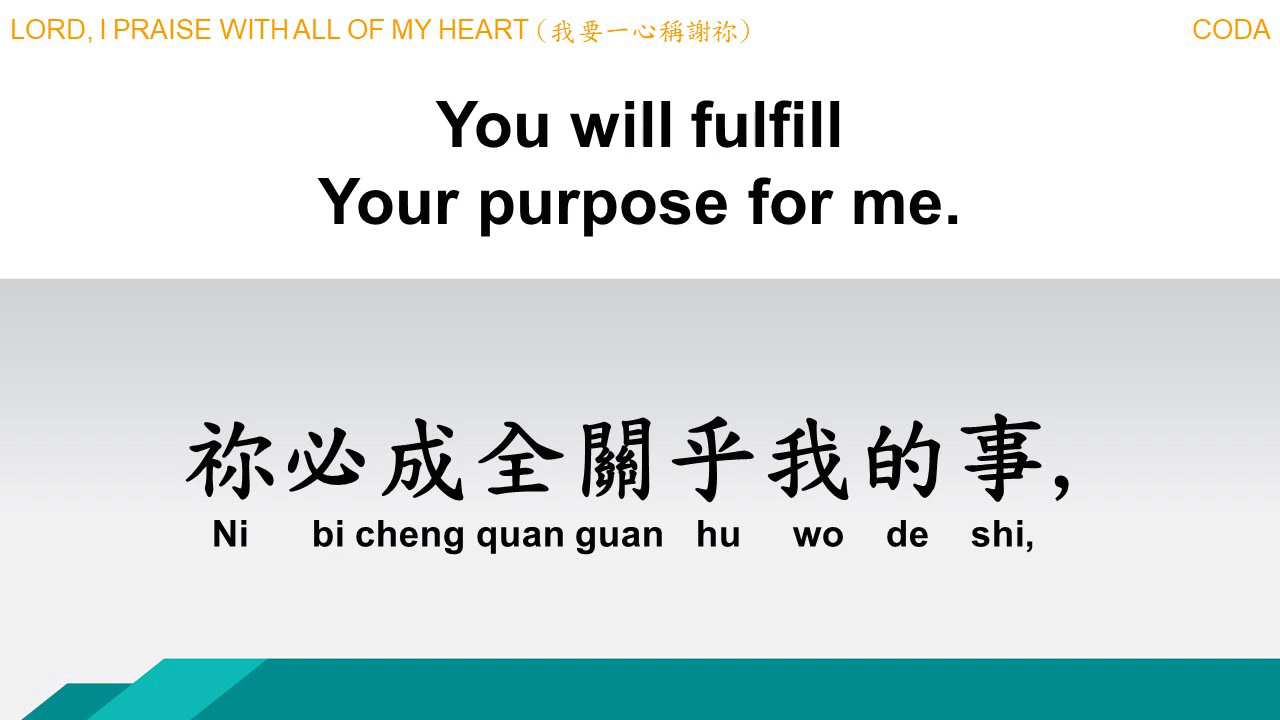 LORD, I PRAISE WITH ALL OF MY HEART (我要一心稱謝祢)
CODA
You will fulfill
Your purpose for me.
祢必成全關乎我的事,
Ni bi cheng quan guan hu wo de shi,